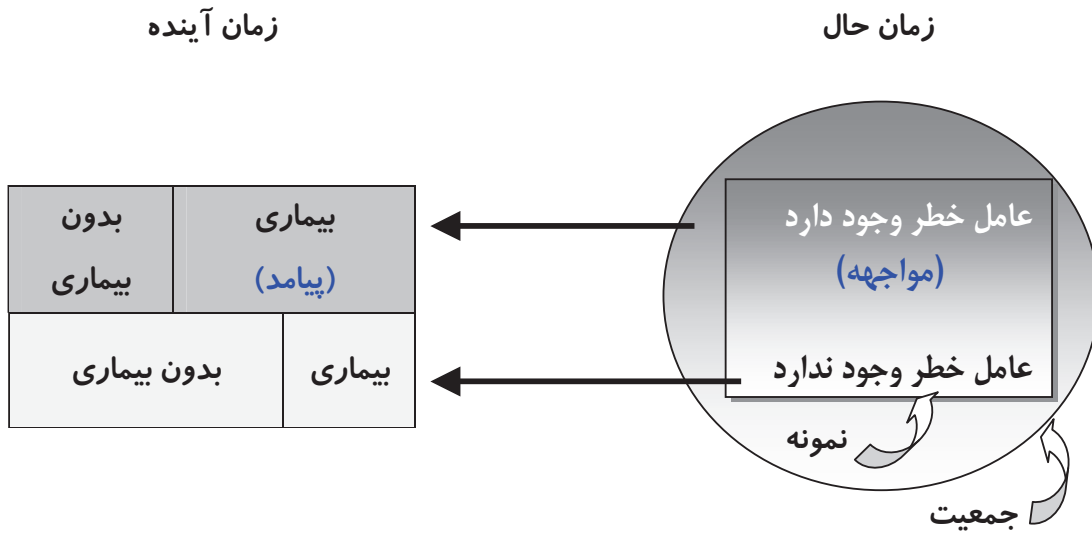 زمان حال
زمان آینده
عامل خطر وجود دارد
(مواجهه)
عامل خطر وجود ندارد
نمونه
جمعیت
بیماری
(پیامد)
بدون
بیماری
بیماری
بدون بیماری